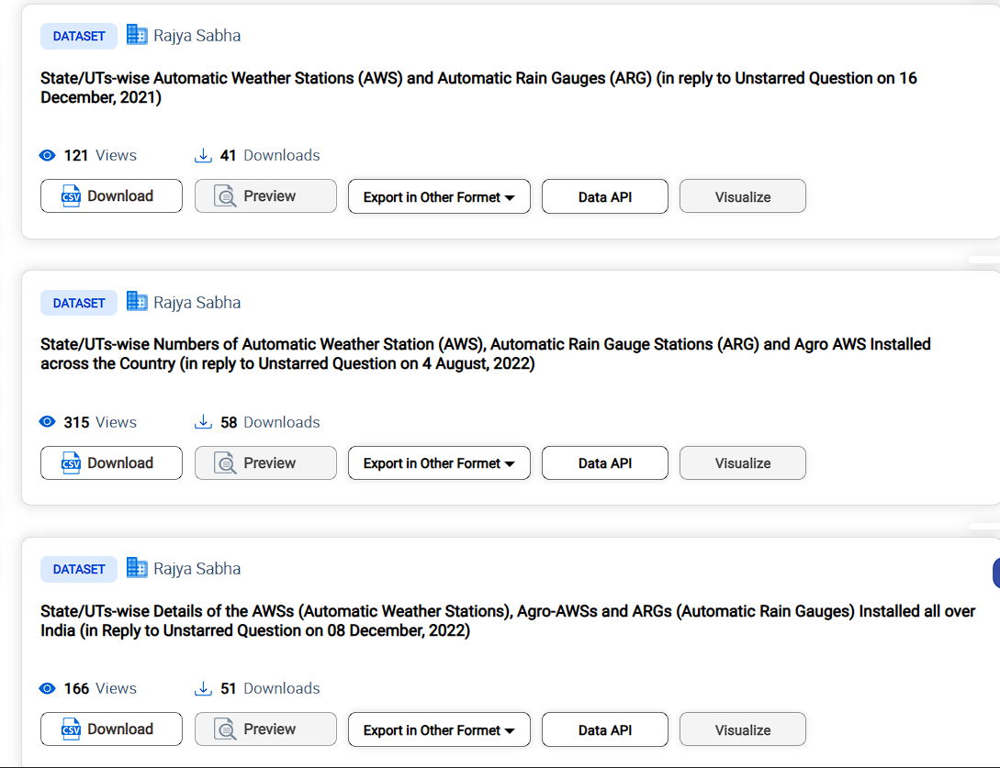 DATASET Rajya Sabha
State/UTs-wise Automatic Weather Stations (AWS) and Automatic Rain Gauges (ARG) (in reply to Unstarred Question on 16
December, 2021)
121 Views 41 Downloads
CSV Download Preview Export in Other Formet Data API Visualize
DATASET Rajya Sabha
State/UTs-wise Numbers of Automatic Weather Station (AWS), Automatic Rain Gauge Stations (ARG) and Agro AWS Installed
across the Country (in reply to Unstarred Question on 4 August, 2022)
315 Views 58 Downloads
CSV Download Preview Export in Other Formet Data API Visualize
DATASET Rajya Sabha
State/UTs-wise Details of the AWSs (Automatic Weather Stations), Agro-AWSs and ARGs (Automatic Rain Gauges) Installed all over
India (in Reply to Unstarred Question on 08 December, 2022)
166 Views 51 Downloads
CSV Download Preview Export in Other Formet Data API Visualize